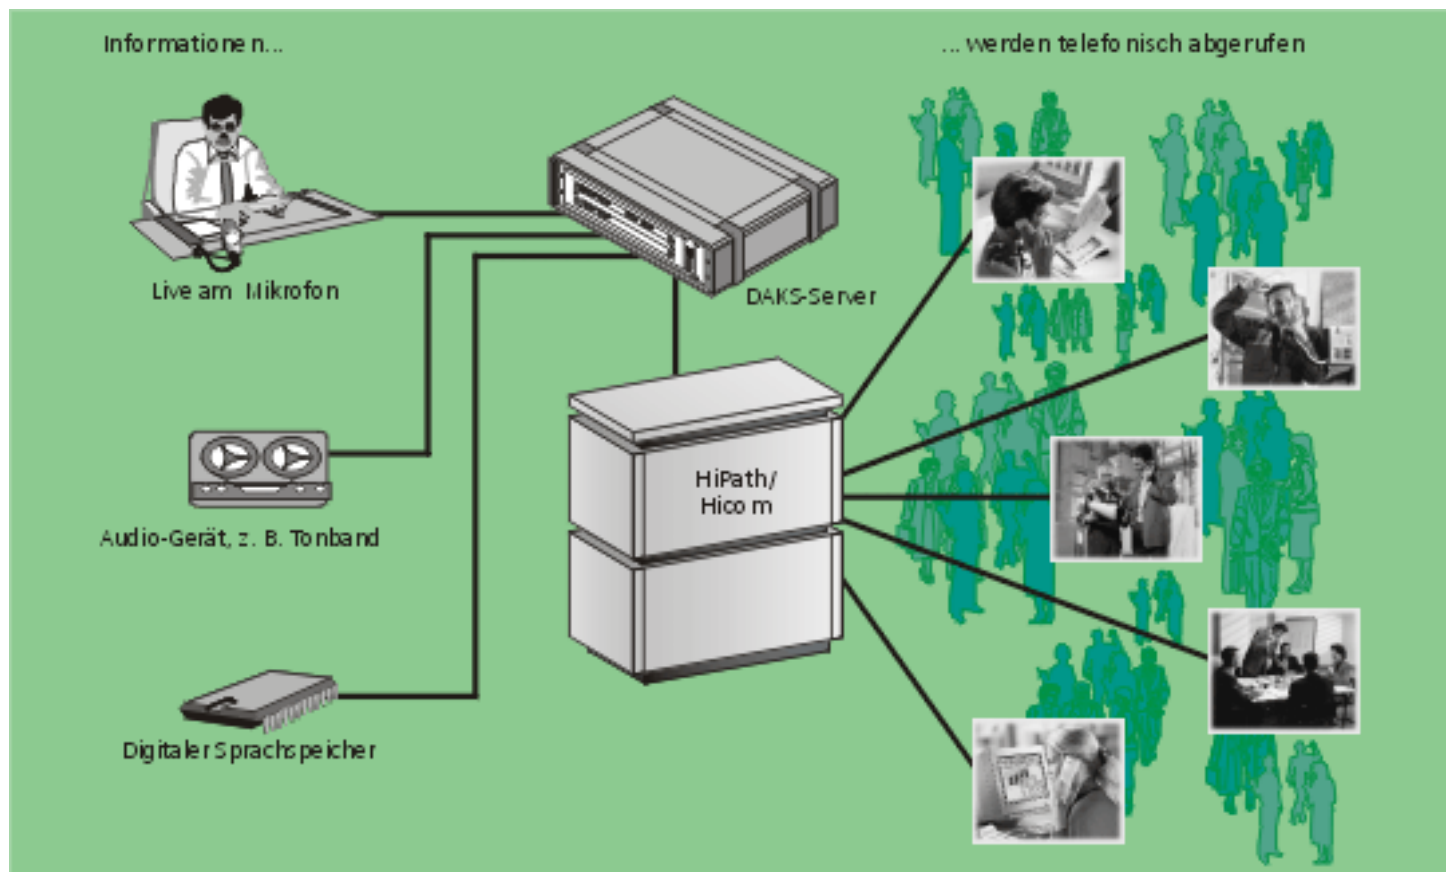 Informationen...
... werden telefonisch abgerufen
Live am Mikrofon
DAKS-Server
HiPath/
Hicom
Audio-Gerät, z. B. Tonband
Digitaler Sprachspeicher